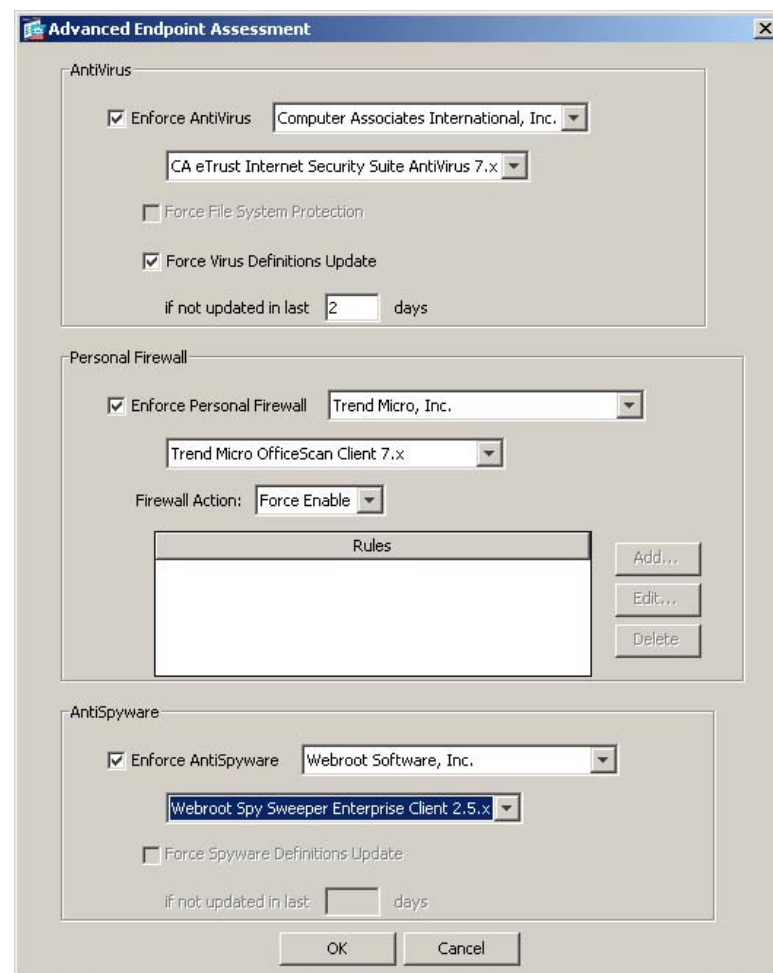 Advanced Endpoint Assessment
AntiVirus
Enforce AntiVirus Computer Associates International, Inc.
CA eTrust Internet Security Suite AntiVirus 7.x
Force File System Protection
Force Virus Definitions Update
if not updated in last 2 days
Personal Firewall
Enforce Personal Firewall Trend Micro, Inc.
Trend Micro OfficeScan Client 7.x
Firewall Action: Force Enable
Rules
Add...
Edit...
Delete
AntiSpyware
Enforce AntiSpyware Webroot Software, Inc.
Webroot Spy Sweeper Enterprise Client 2.5.x
Force Spyware Definitions Update
if not updated in last days
OK Cancel